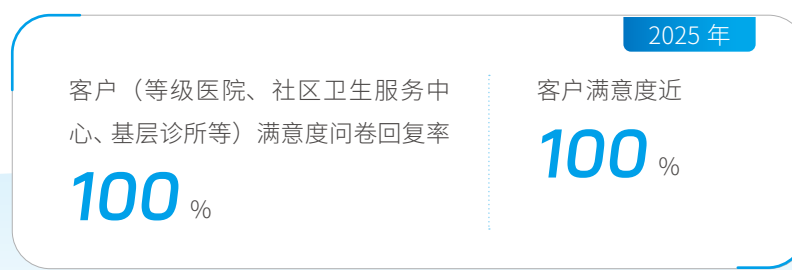 2025 年
客户（等级医院、社区卫生服务中
心、基层诊所等）满意度问卷回复率
100 %
客户满意度近
100 %